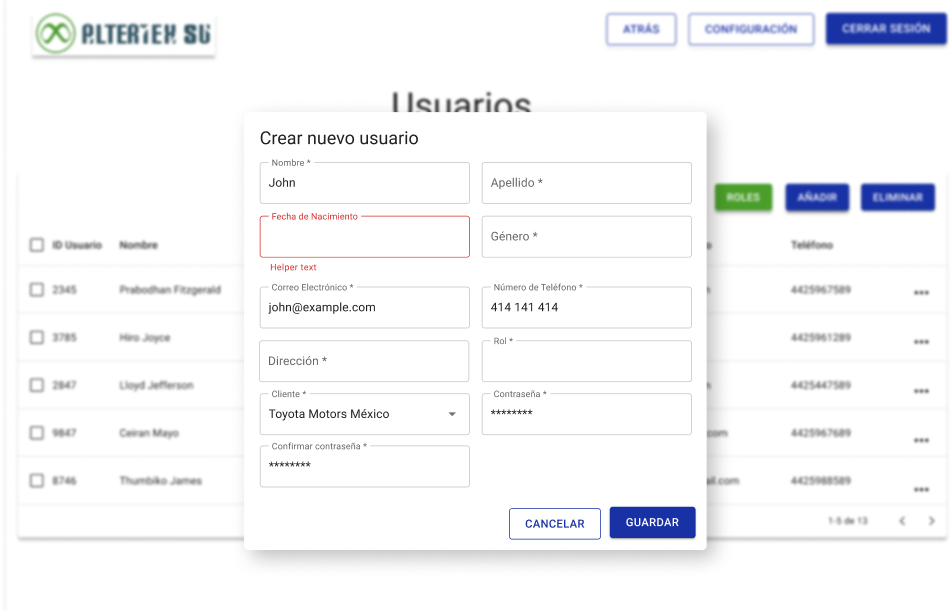 ALTERTEK SU
ATRÁS
CONFIGURACIÓN
CERRAR SESIÓN
Usuarios
ROLES
AÑADIR
ELIMINAR
ID Usuario
Nombre
Teléfono
2345
Prabodhan Fitzgerald
4425967589
3785
Hiro Joyce
4425961289
2847
Lloyd Jefferson
4425447589
9847
Ceiran Mayo
.com
4425967689
8746
Thumbiko James
ail.com
4425988589
1-5 de 13
Crear nuevo usuario
Nombre *
John
Apellido *
Fecha de Nacimiento
Helper text
Género *
Correo Electrónico *
john@example.com
Número de Teléfono *
414 141 414
Dirección *
Rol *
Cliente *
Toyota Motors México
Contraseña *
********
Confirmar contraseña *
********
CANCELAR
GUARDAR